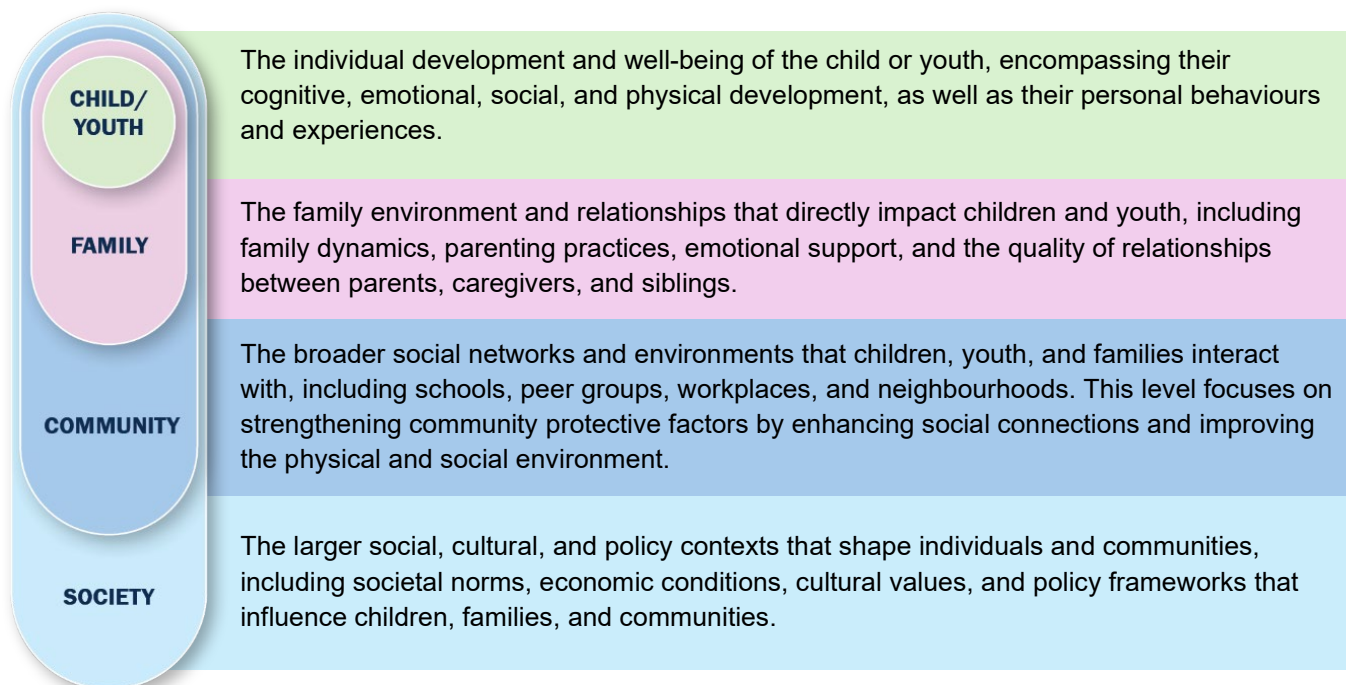 CHILD/
YOUTH
The individual development and well-being of the child or youth, encompassing their
cognitive, emotional, social, and physical development, as well as their personal behaviours
and experiences.
FAMILY
The family environment and relationships that directly impact children and youth, including
family dynamics, parenting practices, emotional support, and the quality of relationships
between parents, caregivers, and siblings.
COMMUNITY
The broader social networks and environments that children, youth, and families interact
with, including schools, peer groups, workplaces, and neighbourhoods. This level focuses on
strengthening community protective factors by enhancing social connections and improving
the physical and social environment.
SOCIETY
The larger social, cultural, and policy contexts that shape individuals and communities,
including societal norms, economic conditions, cultural values, and policy frameworks that
influence children, families, and communities.